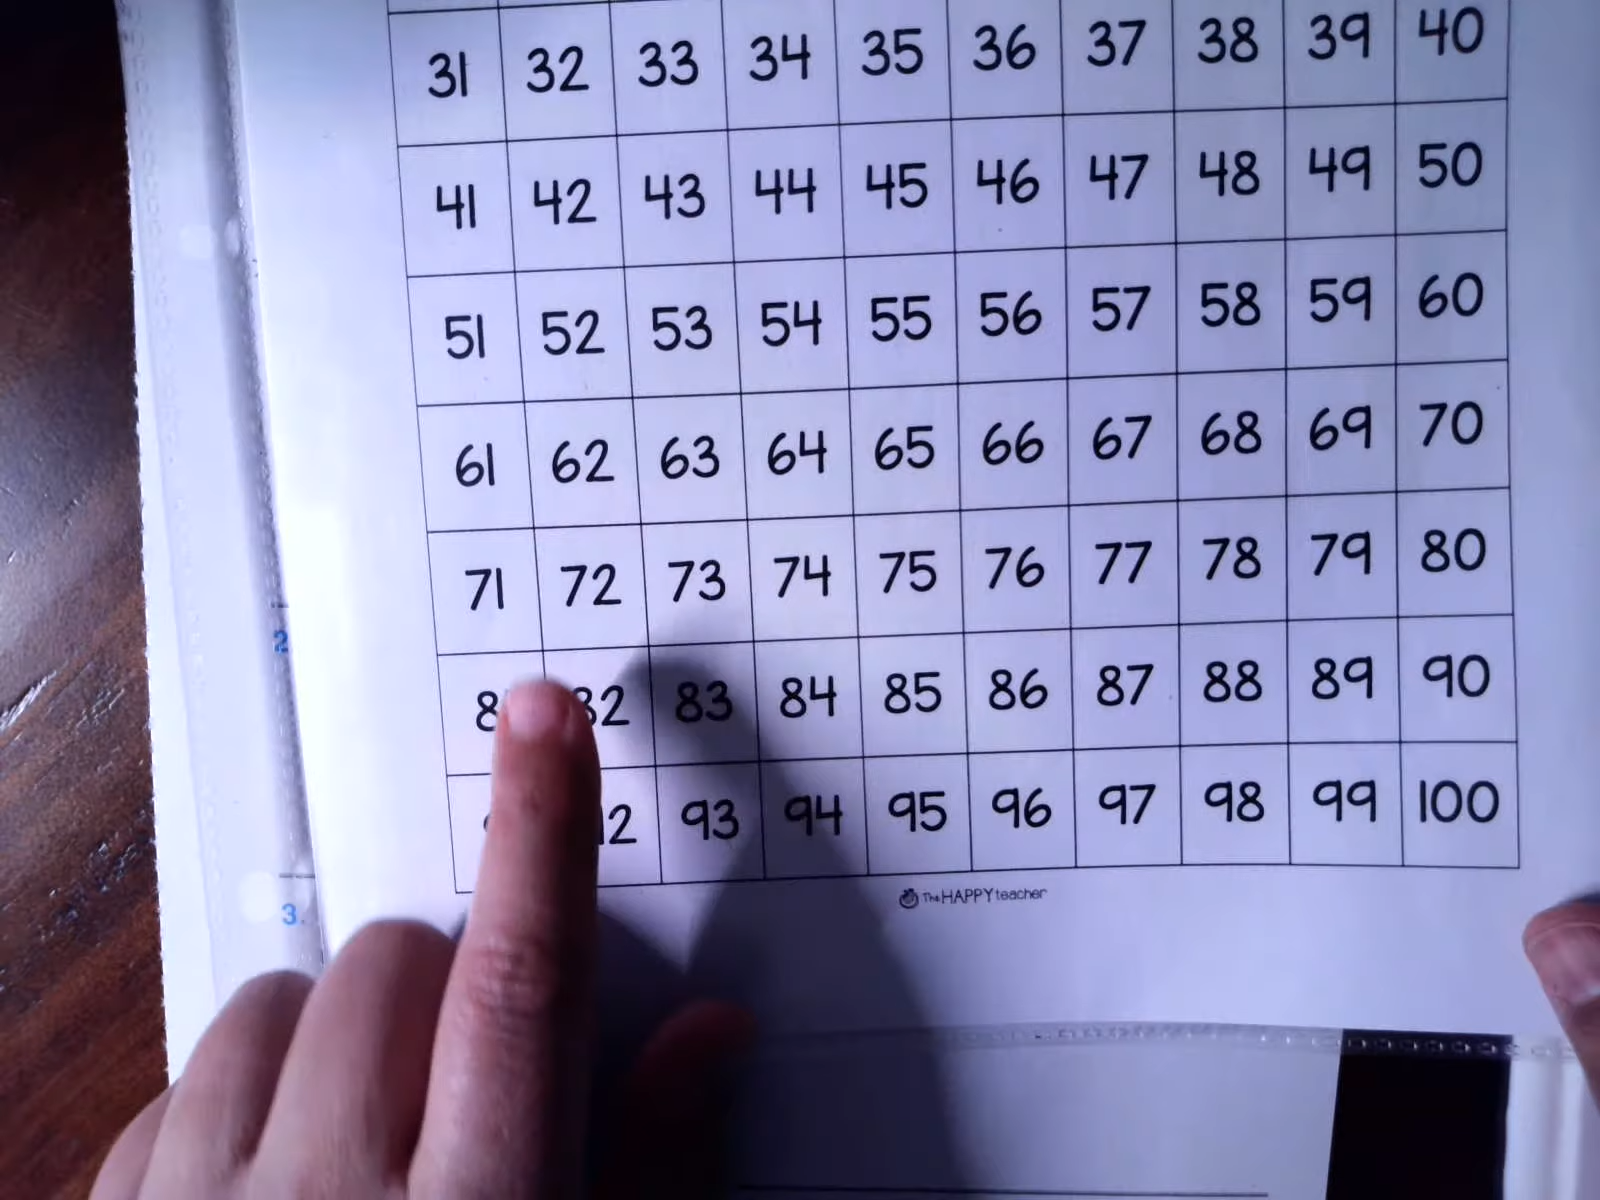 31 32 33 34 35 36 37 38 39 40
41 42 43 44 45 46 47 48 49 50
51 52 53 54 55 56 57 58 59 60
61 62 63 64 65 66 67 68 69 70
71 72 73 74 75 76 77 78 79 80
82 83 84 85 86 87 88 89 90
93 94 95 96 97 98 99 100
The HAPPY teacher
2
3.